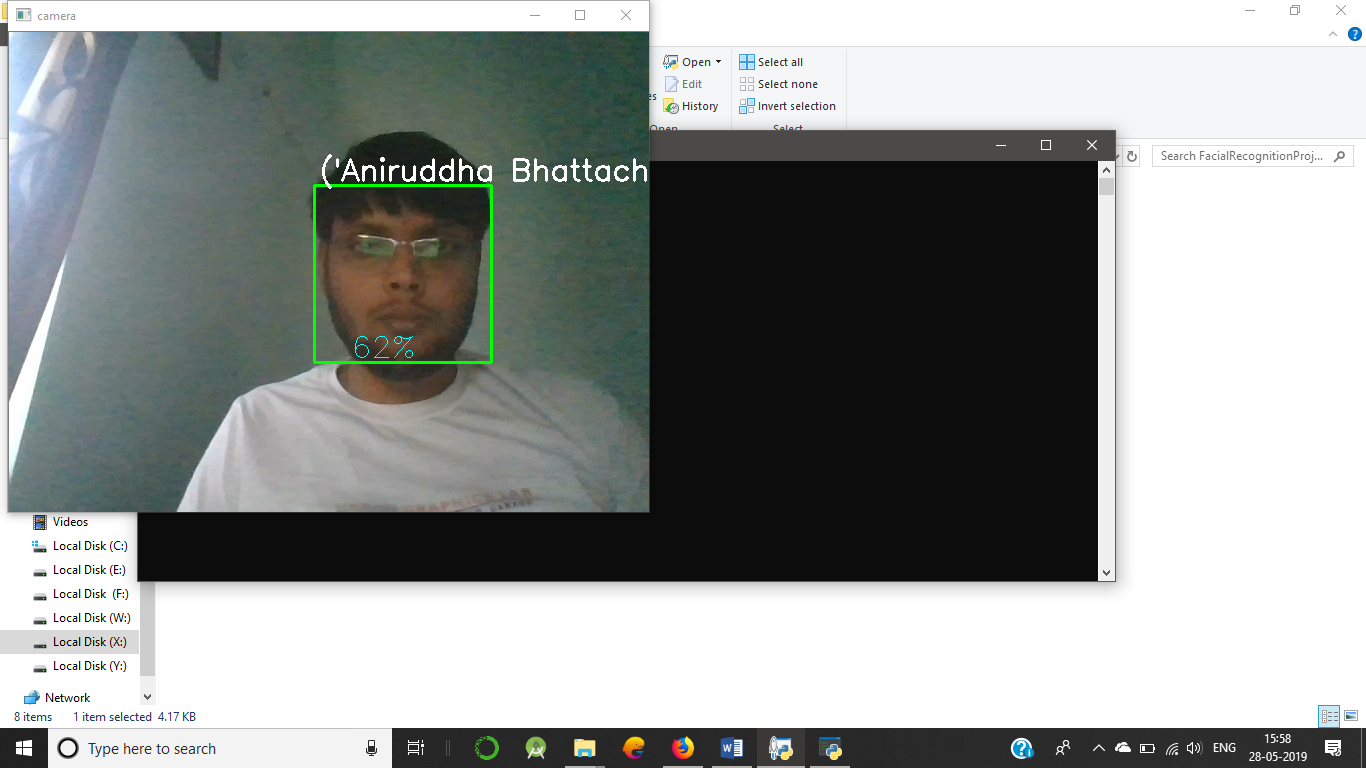 camera
Open
Select all
Edit
Select none
History
Invert selection
Select
Search FacialRecognitionProj...
('Aniruddha Bhattach
62%
Videos
Local Disk (C:)
Local Disk (E:)
Local Disk (F:)
Local Disk (W:)
Local Disk (X:)
Local Disk (Y:)
Network
8 items
1 item selected 4.17 KB
Type here to search
ENG
15:58
28-05-2019